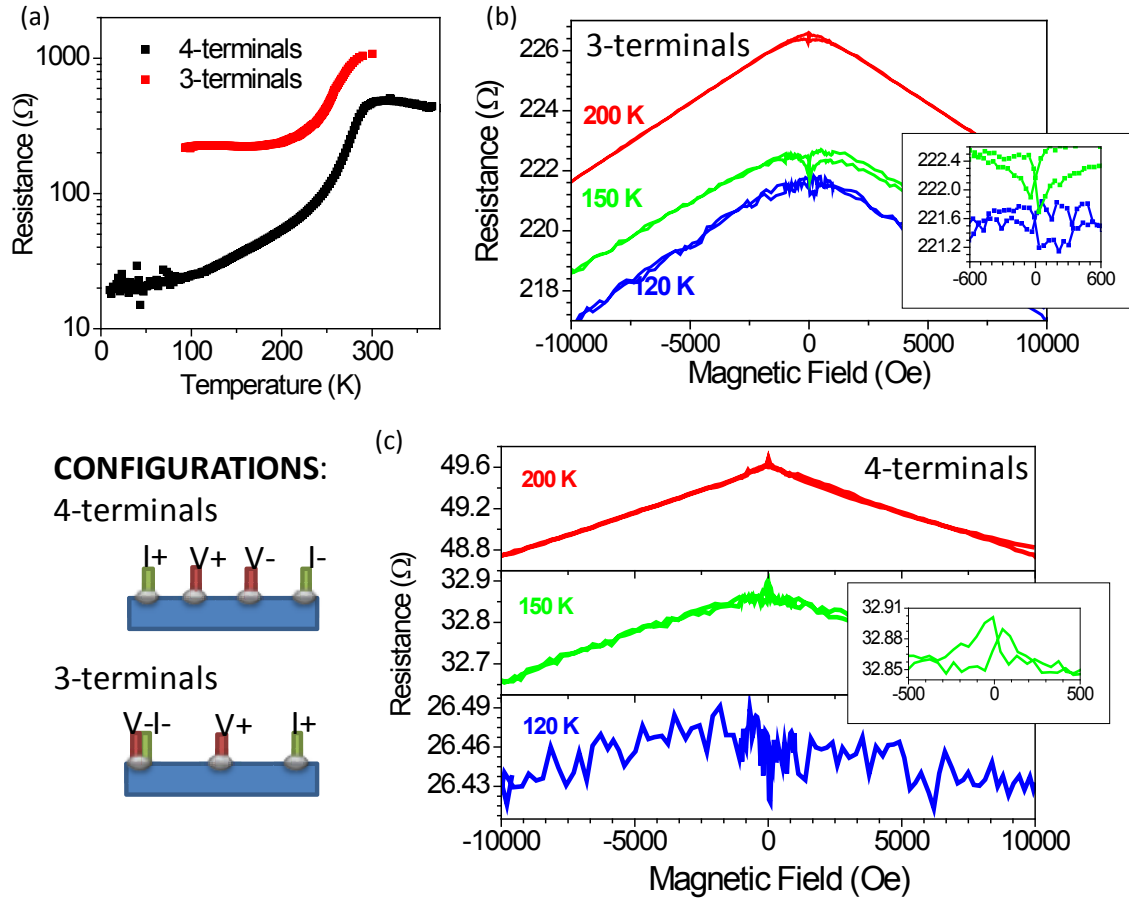 (a)
1000
100
10
Resistance (Ω)
4-terminals
3-terminals
0 100 200 300
Temperature (K)
(b)
3-terminals
226
224
222
220
218
Resistance (Ω)
200 K
150 K
120 K
-10000 -5000 0 5000 10000
Magnetic Field (Oe)
222.4
222.0
221.6
221.2
-600 0 600
CONFIGURATIONS:
4-terminals
I+ V+ V- I-
3-terminals
V-I- V+ I+
(c)
4-terminals
49.6
49.2
48.8
200 K
32.9
32.8
32.7
150 K
26.49
26.46
26.43
120 K
Resistance (Ω)
32.91
32.88
32.85
-500 0 500
-10000 -5000 0 5000 10000
Magnetic Field (Oe)